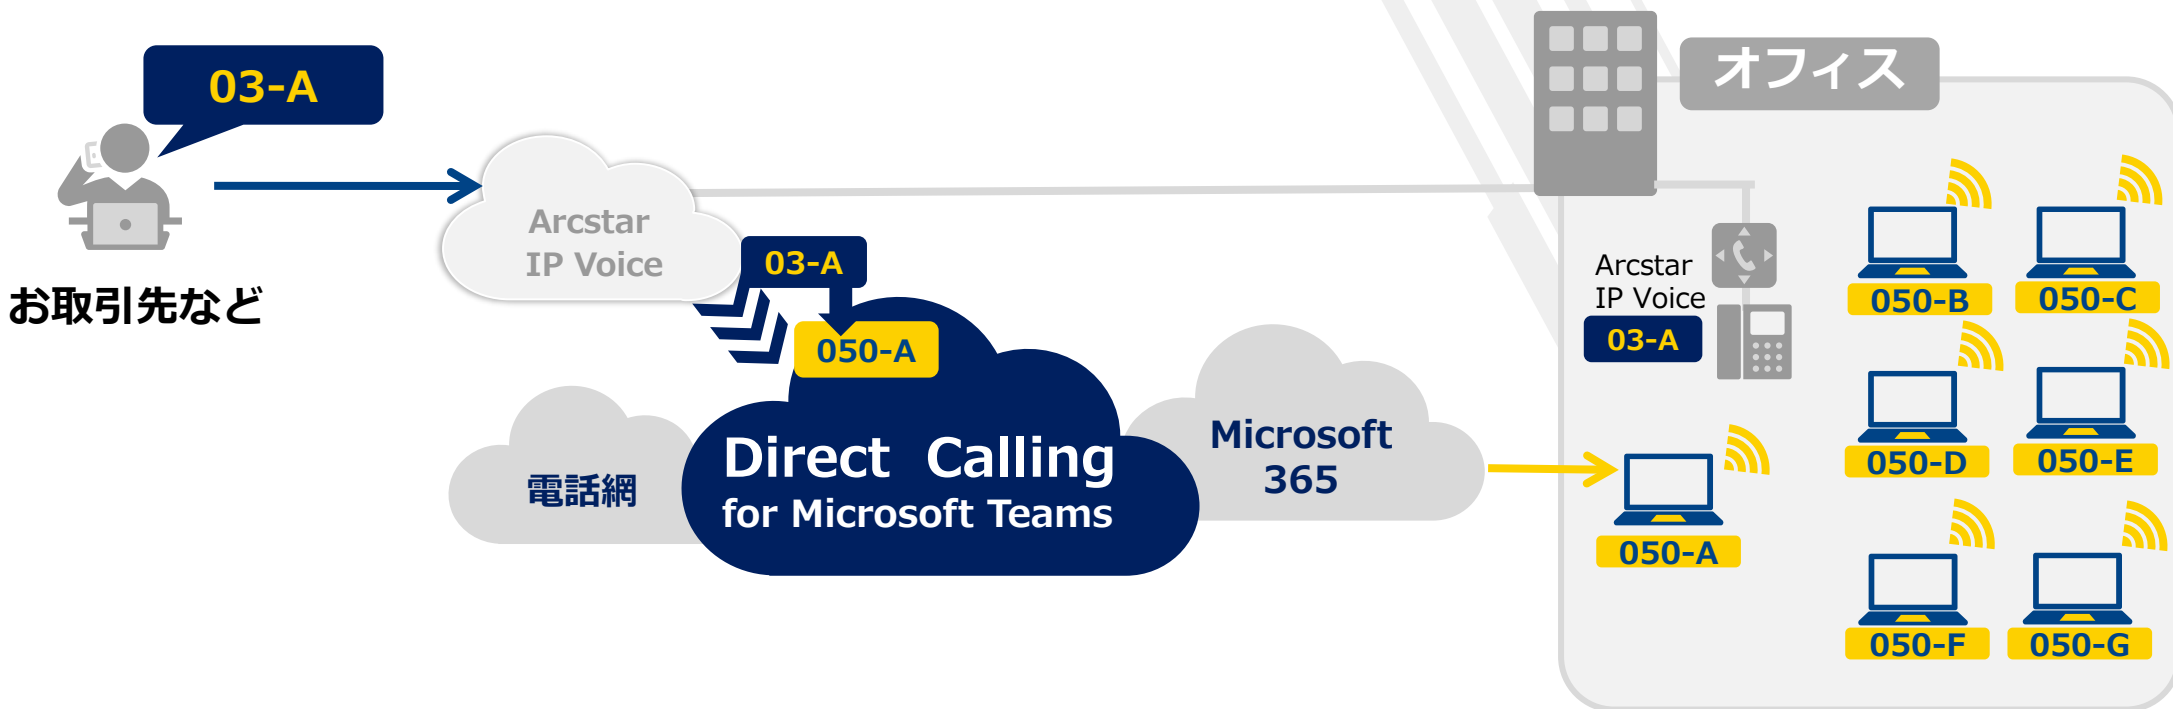 03-A
お取引先など
Arcstar
IP Voice
03-A
050-A
電話網
Direct Calling
for Microsoft Teams
Microsoft
365
オフィス
Arcstar
IP Voice
03-A
050-A
050-B
050-C
050-D
050-E
050-F
050-G